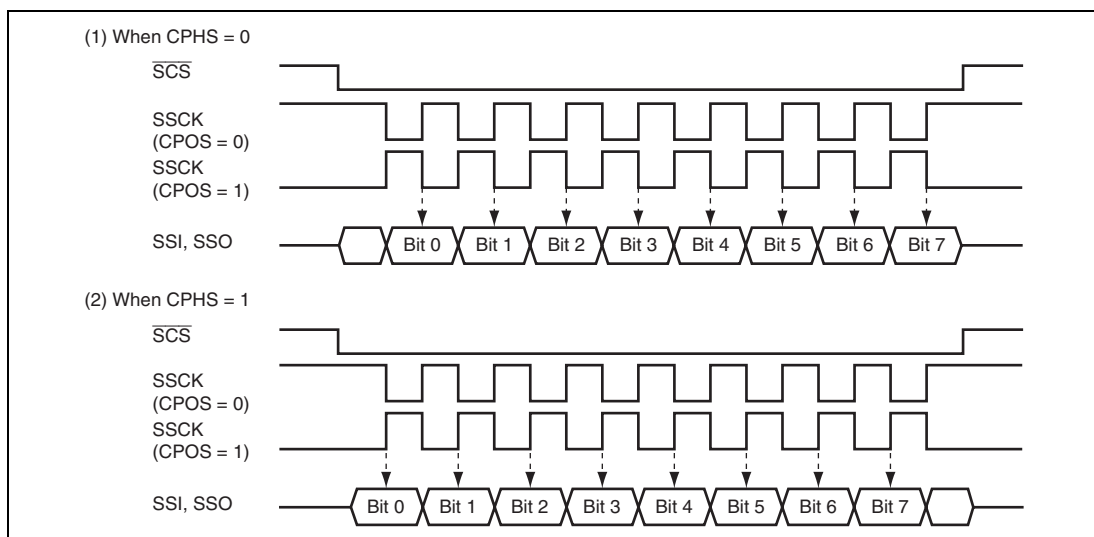 (1) When CPHS = 0
SCS
SSCK
(CPOS = 0)
SSCK
(CPOS = 1)
SSI, SSO
Bit 0 Bit 1 Bit 2 Bit 3 Bit 4 Bit 5 Bit 6 Bit 7
(2) When CPHS = 1
SCS
SSCK
(CPOS = 0)
SSCK
(CPOS = 1)
SSI, SSO
Bit 0 Bit 1 Bit 2 Bit 3 Bit 4 Bit 5 Bit 6 Bit 7